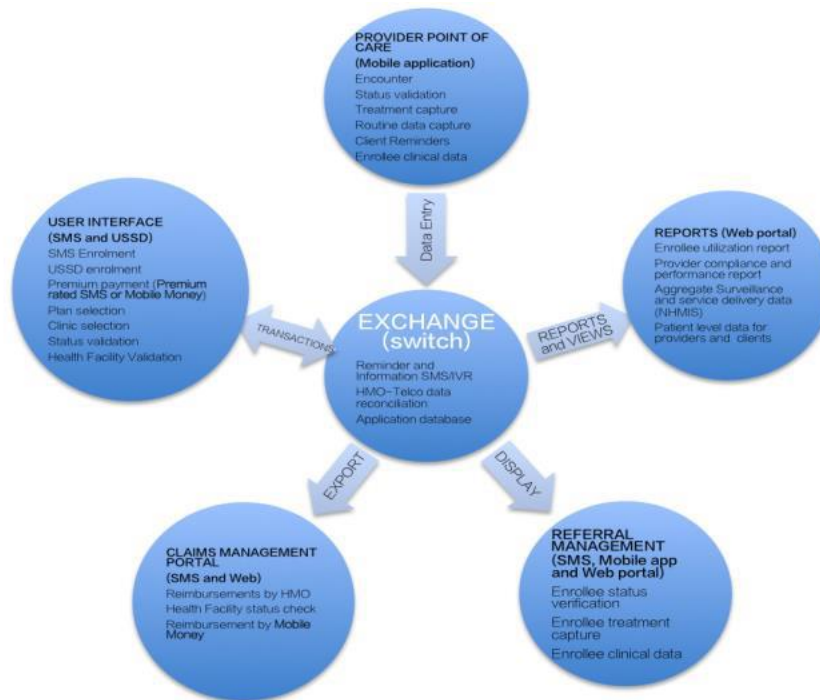 PROVIDER POINT OF
CARE
(Mobile application)
Encounter
Status validation
Treatment capture
Routine data capture
Client Reminders
Enrollee clinical data
Data Entry
USER INTERFACE
(SMS and USSD)
SMS Enrolment
USSD enrolment
Premium payment (Premium
rated SMS or Mobile Money)
Plan selection
Clinic selection
Status validation
Health Facility Validation
TRANSACTIONS
EXCHANGE
(switch)
Reminder and
Information SMS/IVR
HMO-Telco data
reconciliation
Application database
REPORTS
and VIEWS
REPORTS (Web portal)
Enrollee utilization report
Provider compliance and
performance report
Aggregate Surveillance
and service delivery data
(NHMIS)
Patient level data for
providers and clients
EXPORT
DISPLAY
CLAIMS MANAGEMENT
PORTAL
(SMS and Web)
Reimbursements by HMO
Health Facility status check
Reimbursement by Mobile
Money
REFERRAL
MANAGEMENT
(SMS, Mobile app
and Web portal)
Enrollee status
verification
Enrollee treatment
capture
Enrollee clinical data